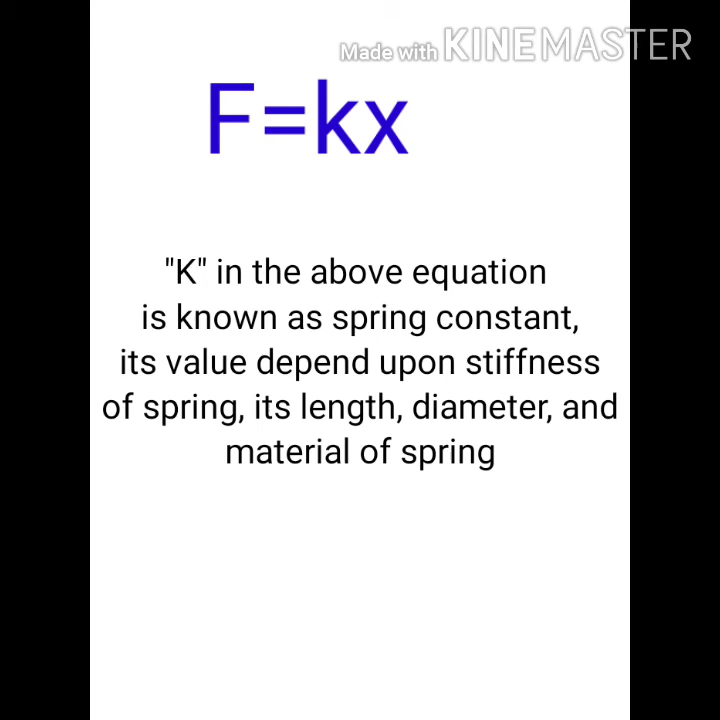 Made with KINEMASTER
F=kx
"K" in the above equation
is known as spring constant,
its value depend upon stiffness
of spring, its length, diameter, and
material of spring